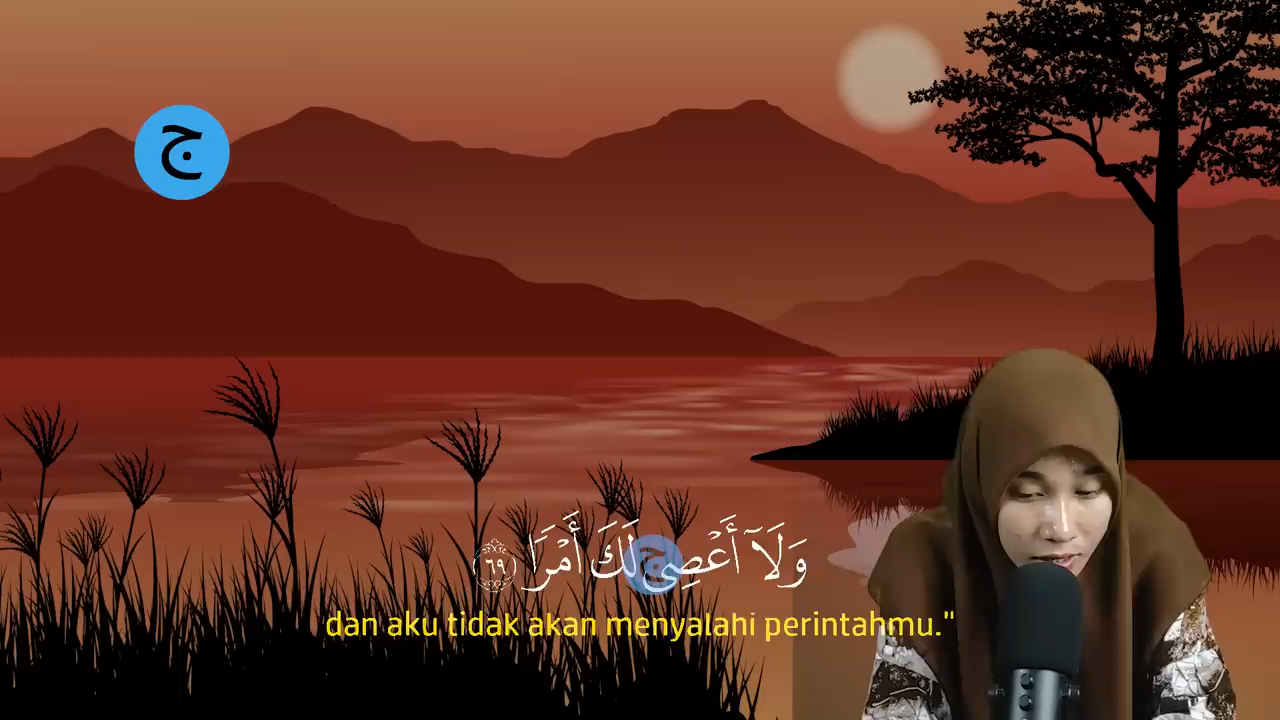 ج
وَلَآ أَعْصِى لَكَ أَمْرًا ٦٩
dan aku tidak akan menyalahi perintahmu."